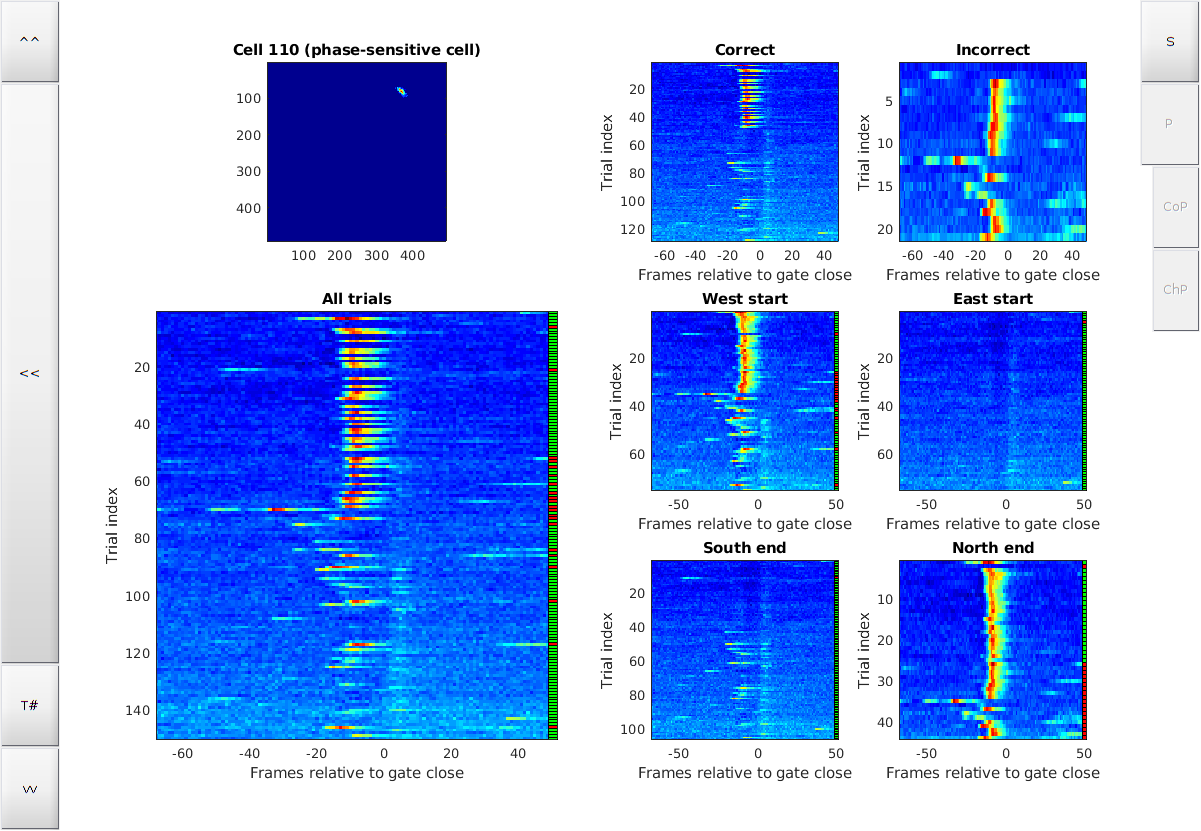 ^^
<<
T#
vv
S
P
CoP
ChP
Cell 110 (phase-sensitive cell)
100
200
300
400
100 200 300 400
Correct
Trial index
20
40
60
80
100
120
-60 -40 -20 0 20 40
Frames relative to gate close
Incorrect
Trial index
5
10
15
20
-60 -40 -20 0 20 40
Frames relative to gate close
All trials
Trial index
20
40
60
80
100
120
140
-60 -40 -20 0 20 40
Frames relative to gate close
West start
Trial index
20
40
60
-50 0 50
Frames relative to gate close
East start
Trial index
20
40
60
-50 0 50
Frames relative to gate close
South end
Trial index
20
40
60
80
100
-50 0 50
Frames relative to gate close
North end
Trial index
10
20
30
40
-50 0 50
Frames relative to gate close